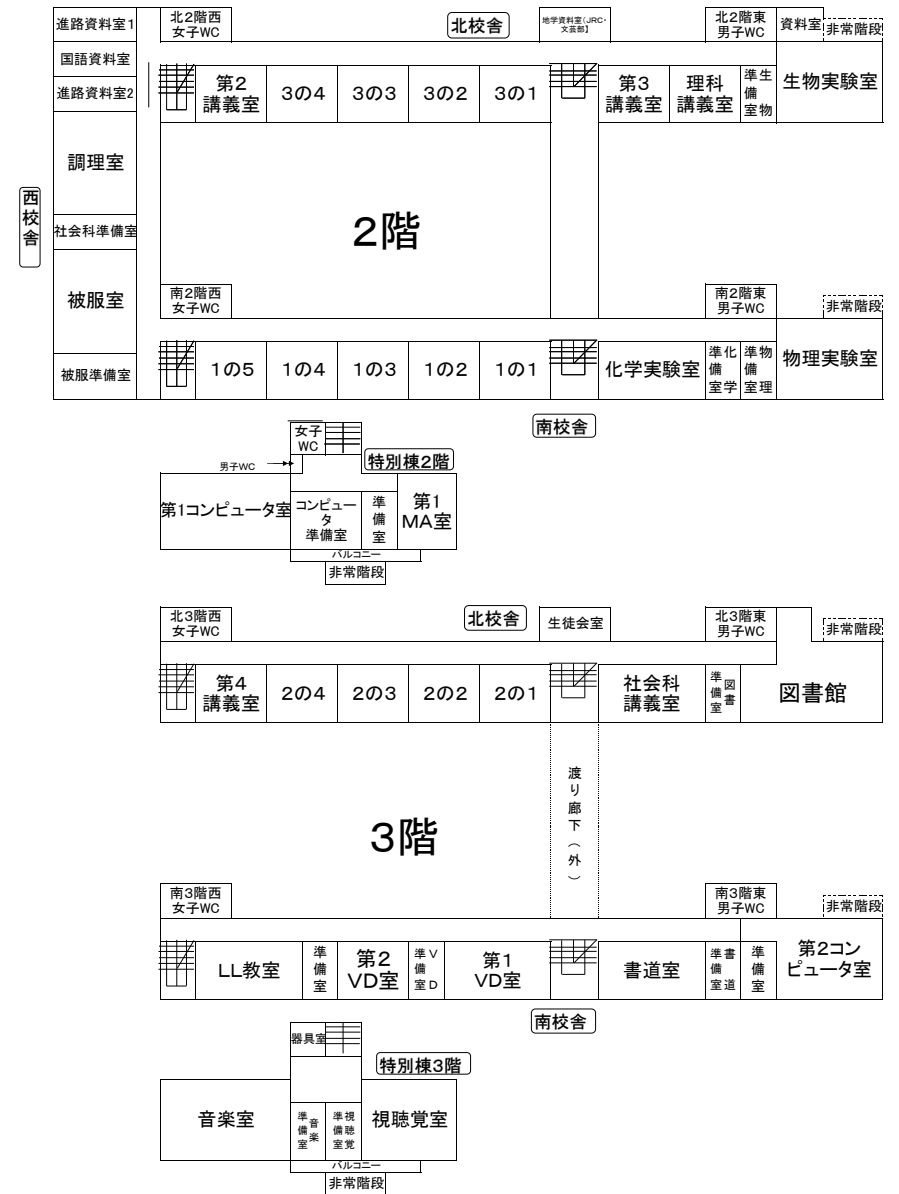 進路資料室1
北2階西
女子WC
北校舎
地学資料室(JRC・
文芸部】
北2階東
男子WC
資料室
非常階段
国語資料室
進路資料室2
第2
講義室
3の4
3の3
3の2
3の1
第3
講義室
理科
講義室
生物
準備室
生物実験室
調理室
西校舎
社会科準備室
2階
被服室
南2階西
女子WC
南2階東
男子WC
非常階段
被服準備室
1の5
1の4
1の3
1の2
1の1
化学実験室
化学
準備室
物理
準備室
物理実験室
南校舎
女子
WC
特別棟2階
男子WC
第1コンピュータ室
コンピュー
タ
準備室
準備室
第1
MA室
バルコニー
非常階段
北3階西
女子WC
北校舎
生徒会室
北3階東
男子WC
非常階段
第4
講義室
2の4
2の3
2の2
2の1
社会科
講義室
図書
準備室
図書館
渡り廊下(外)
3階
南3階西
女子WC
南3階東
男子WC
非常階段
LL教室
準備室
第2
VD室
VD
準備室
第1
VD室
書道室
書道
準備室
準備室
第2コン
ピュータ室
南校舎
器具室
特別棟3階
音楽室
音楽
準備室
視聴覚
準備室
視聴覚室
バルコニー
非常階段